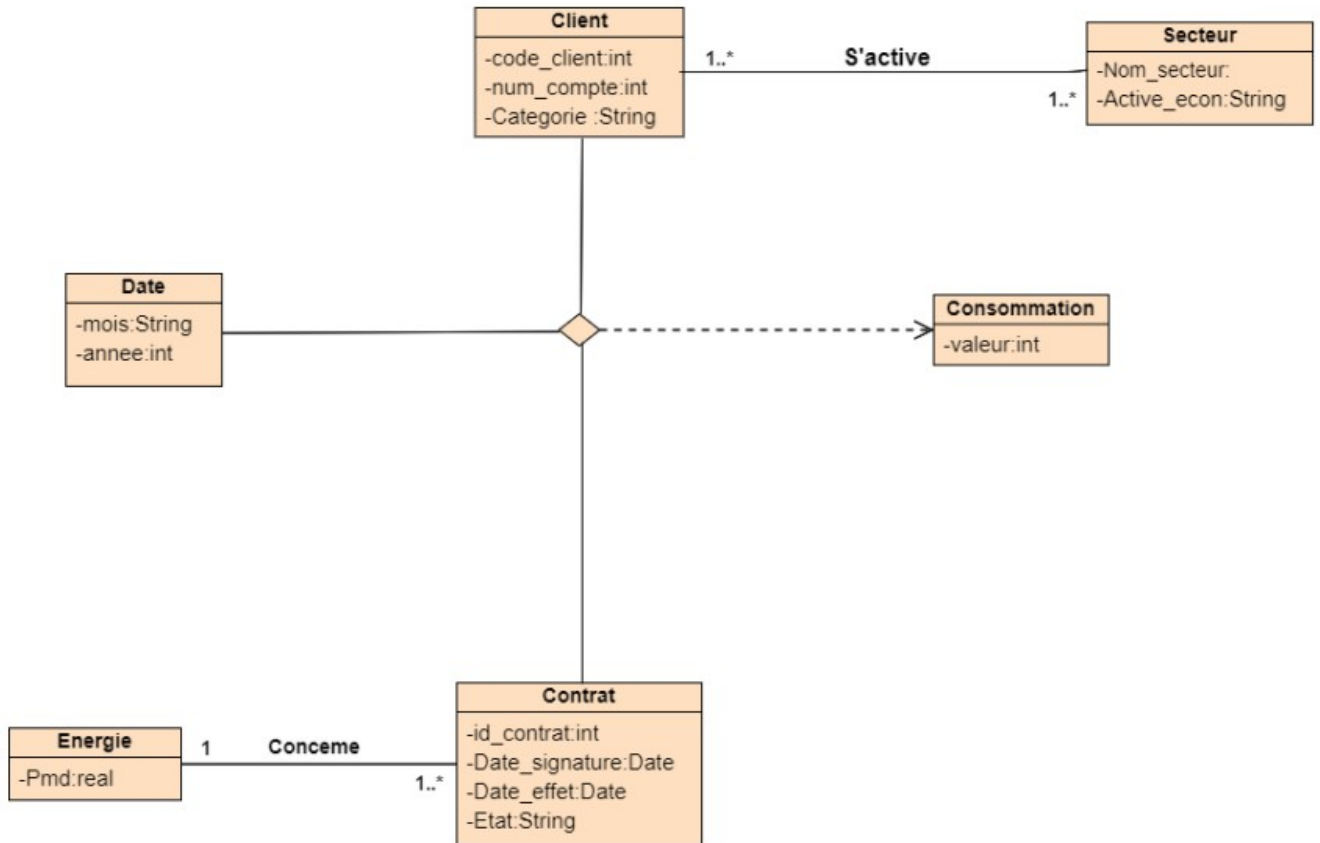 Client
-code_client:int
-num_compte:int
-Categorie :String
1..*
S'active
1..*
Secteur
-Nom_secteur:
-Active_econ:String
Date
-mois:String
-annee:int
Consommation
-valeur:int
Energie
-Pmd:real
1
Conceme
1..*
Contrat
-id_contrat:int
-Date_signature:Date
-Date_effet:Date
-Etat:String